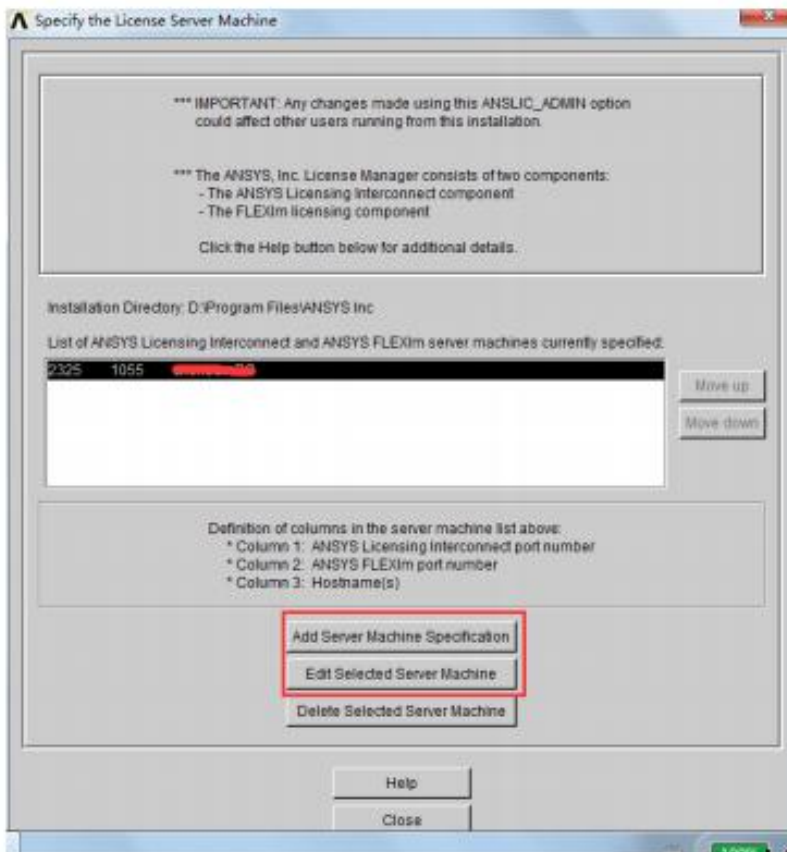 Specify the License Server Machine
*** IMPORTANT: Any changes made using this ANSLIC_ADMIN option
could affect other users running from this installation.
*** The ANSYS, Inc. License Manager consists of two components:
- The ANSYS Licensing Interconnect component
- The FLEXlm licensing component
Click the Help button below for additional details.
Installation Directory: D:\Program Files\ANSYS Inc
List of ANSYS Licensing Interconnect and ANSYS FLEXlm server machines currently specified:
2325 1055
Move up
Move down
Definition of columns in the server machine list above:
* Column 1: ANSYS Licensing Interconnect port number
* Column 2: ANSYS FLEXlm port number
* Column 3: Hostname(s)
Add Server Machine Specification
Edit Selected Server Machine
Delete Selected Server Machine
Help
Close